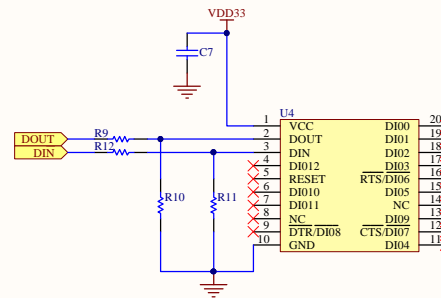 VDD33
C7
U4
R9
R12
DOUT
DIN
R10
R11
1 VCC DI00 20
2 DOUT DI01 19
3 DIN DI02 18
4 DI012 DI03 17
5 RESET RTS/DI06 16
6 DI010 DI05 15
7 DI011 NC 14
8 NC DI09 13
9 DTR/DI08 CTS/DI07 12
10 GND DI04 11